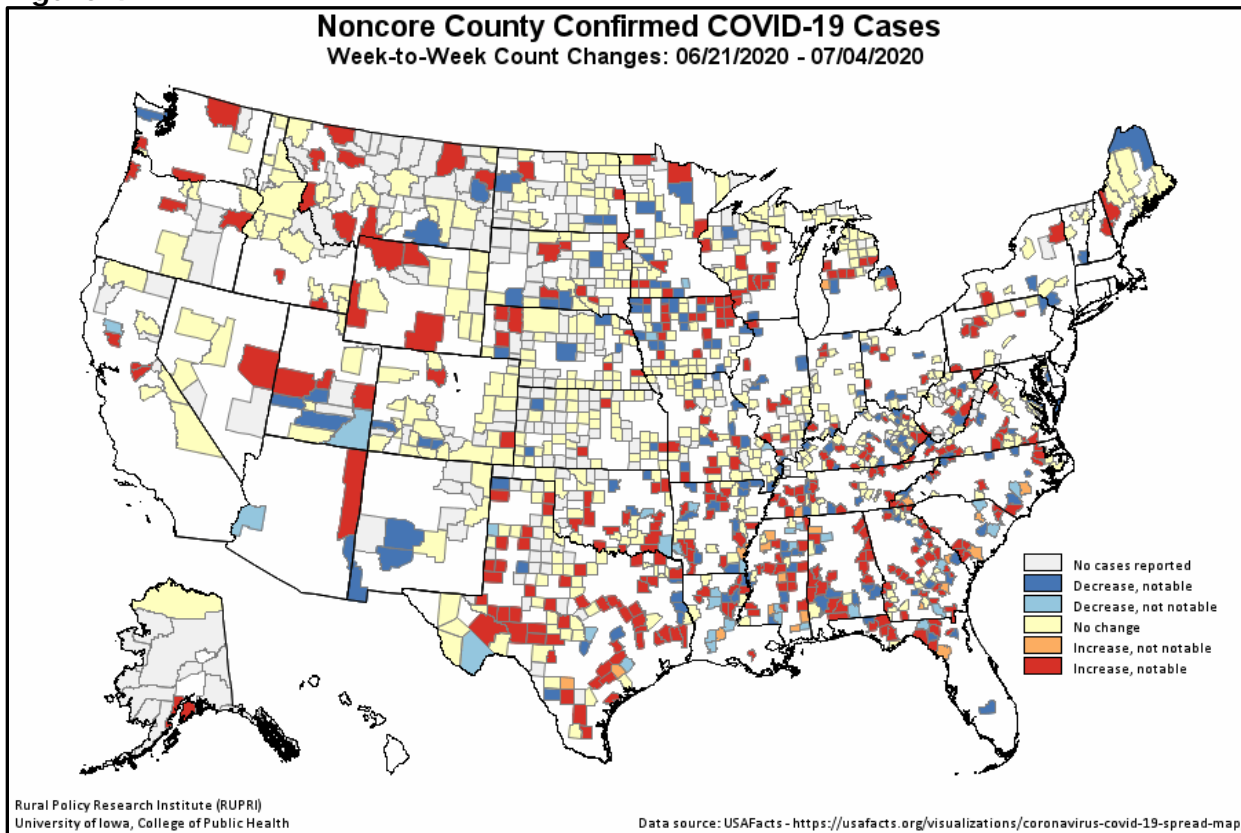 Noncore County Confirmed COVID-19 Cases
Week-to-Week Count Changes: 06/21/2020 - 07/04/2020
No cases reported
Decrease, notable
Decrease, not notable
No change
Increase, not notable
Increase, notable
Rural Policy Research Institute (RUPRI)
University of Iowa, College of Public Health
Data source: USAFacts - https://usafacts.org/visualizations/coronavirus-covid-19-spread-map